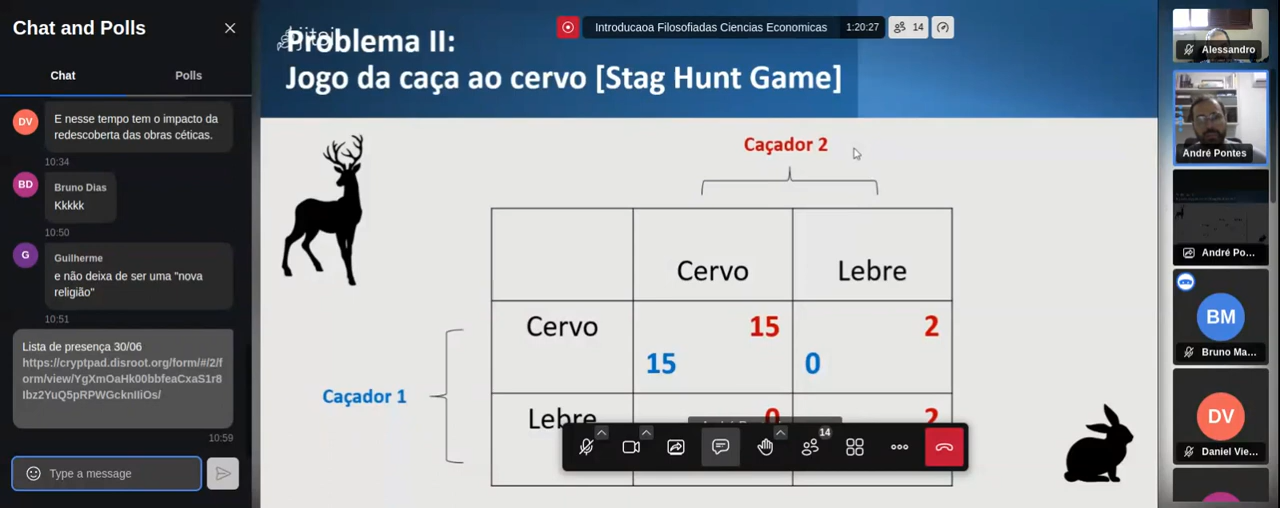 Chat and Polls
Chat
Polls
DV
E nesse tempo tem o impacto da
redescoberta das obras céticas.
10:34
BD
Bruno Dias
Kkkkk
10:50
G
Guilherme
e não deixa de ser uma "nova
religião"
10:51
Lista de presença 30/06
https://cryptpad.disroot.org/form/#/2/f
orm/view/YgXmOaHk00bbfeaCxaS1r8
Ibz2YuQ5pRPWGcknIIiOs/
10:59
Type a message
jitsi
Introducaoa Filosofiadas Ciencias Economicas
1:20:27
14
Problema II:
Jogo da caça ao cervo [Stag Hunt Game]
Caçador 2
Cervo
Lebre
Cervo
15
2
15
0
Caçador 1
Lebre
0
2
14
Alessandro
André Pontes
André Po...
BM
Bruno Ma...
DV
Daniel Vie...